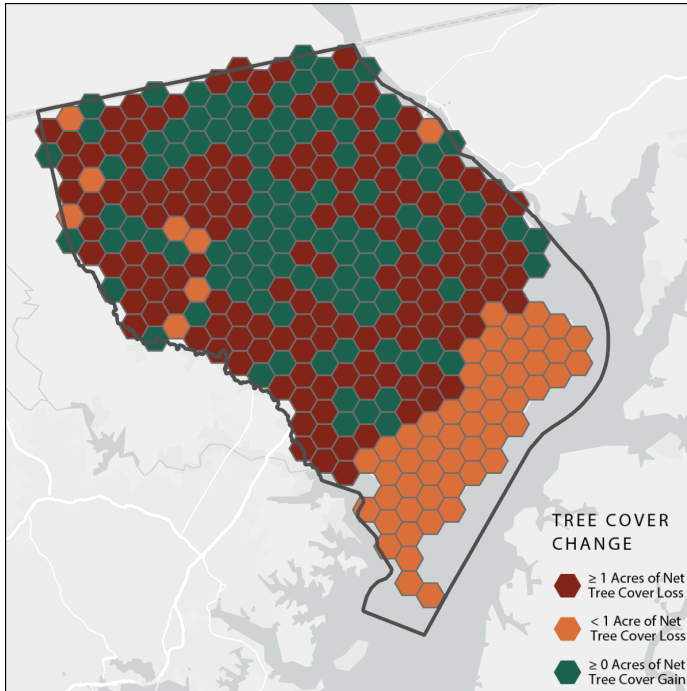 TREE COVER
CHANGE
≥ 1 Acres of Net
Tree Cover Loss
< 1 Acre of Net
Tree Cover Loss
≥ 0 Acres of Net
Tree Cover Gain